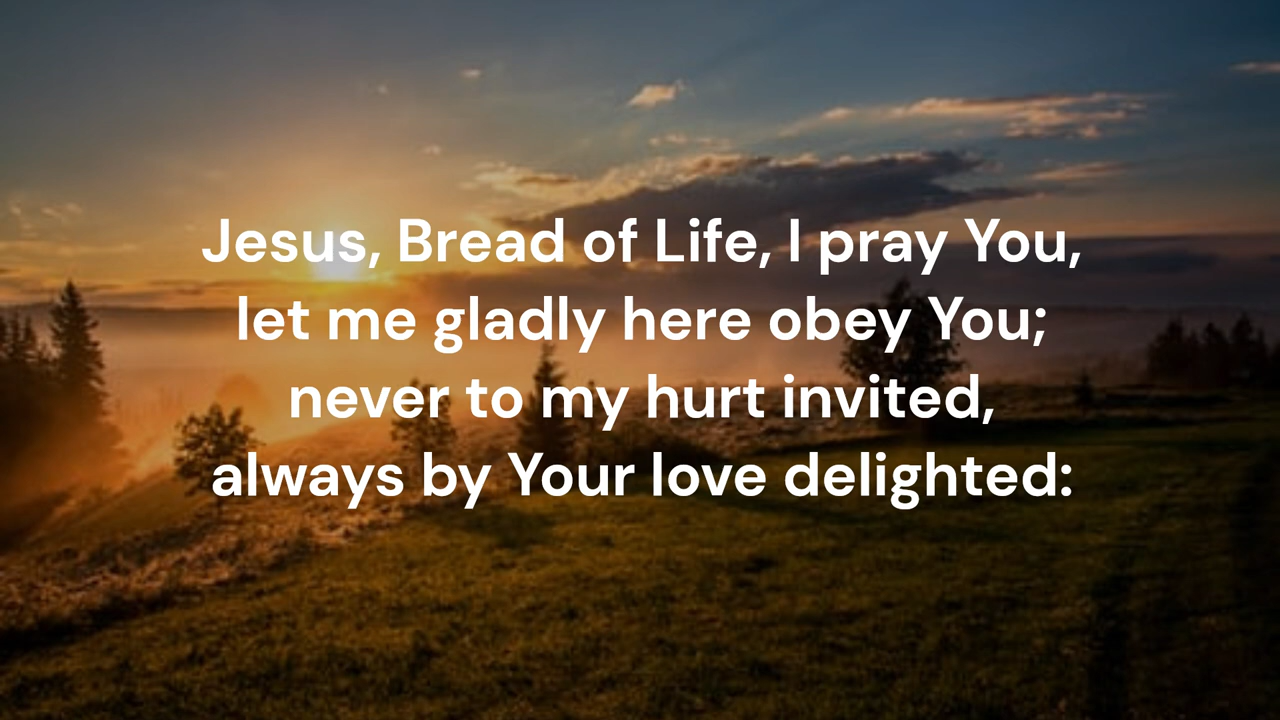 Jesus, Bread of Life, I pray You,
let me gladly here obey You;
never to my hurt invited,
always by Your love delighted: